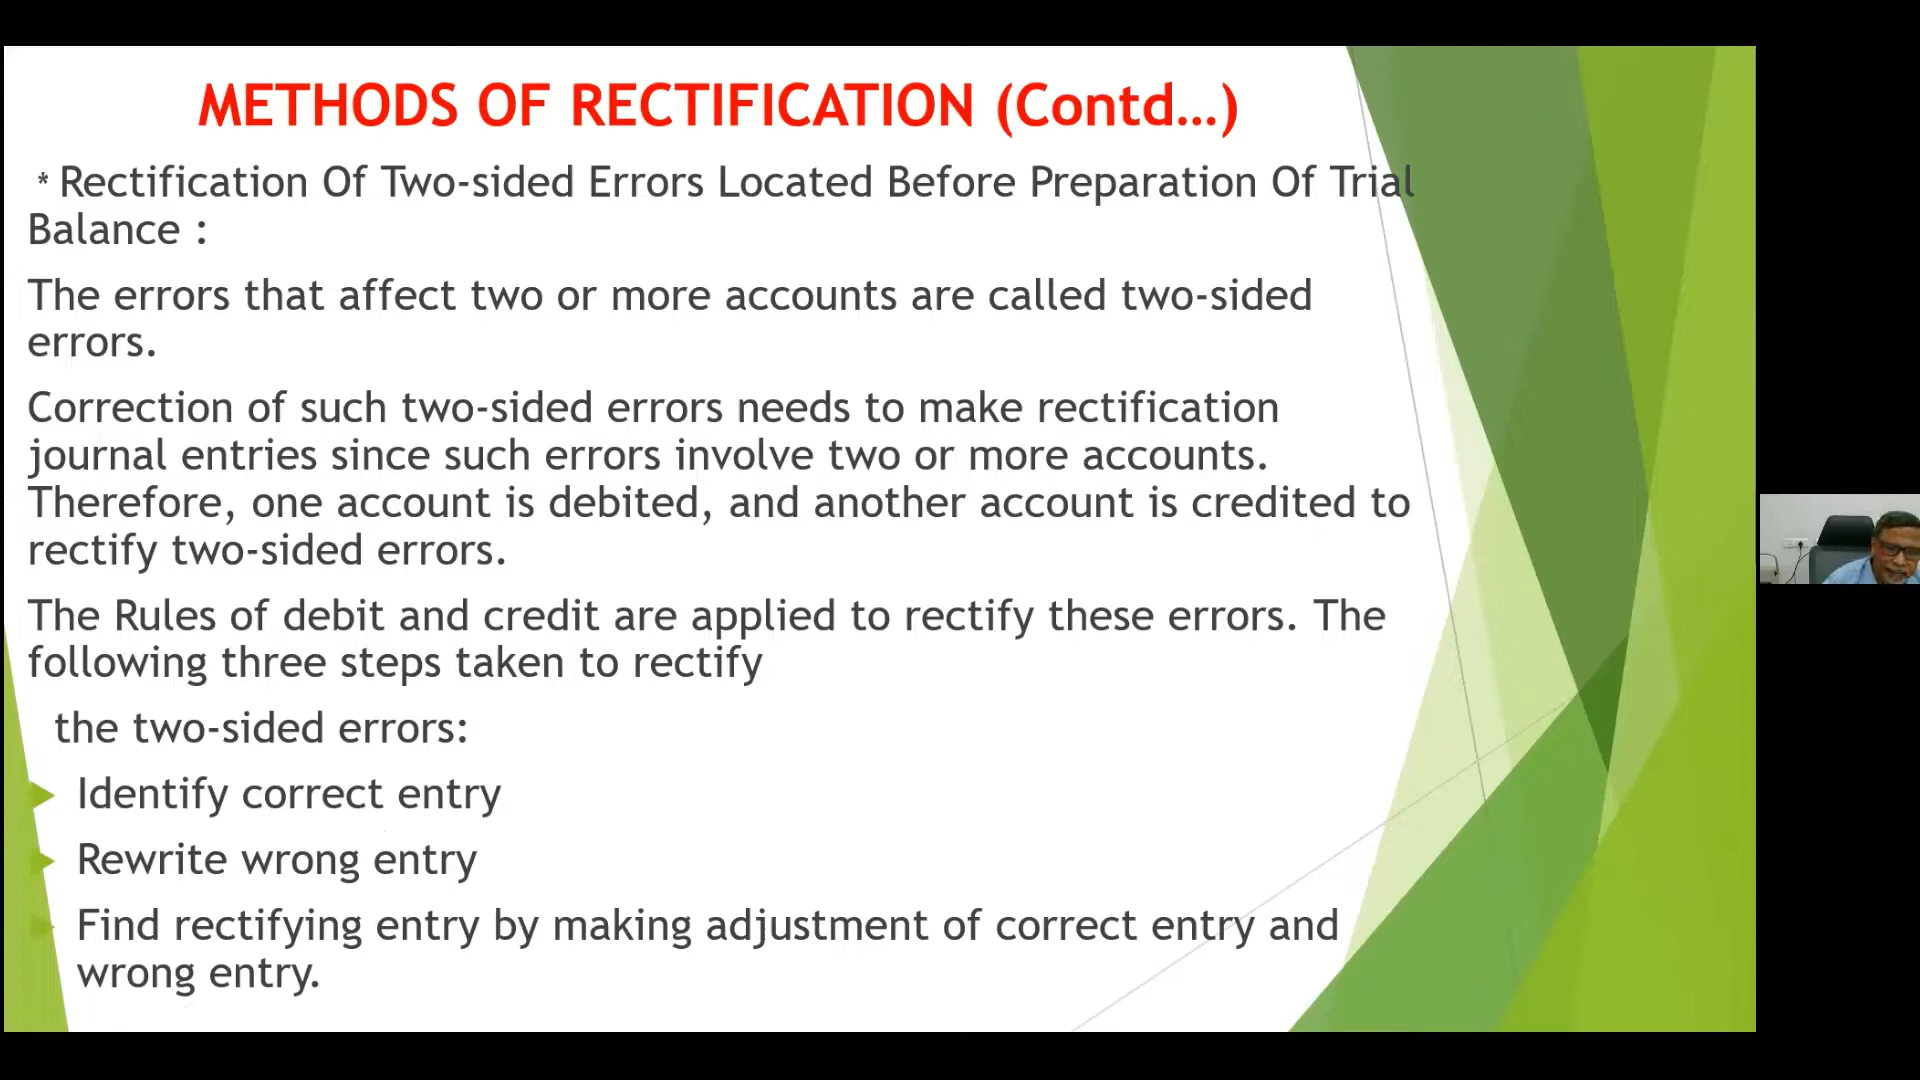 METHODS OF RECTIFICATION (Contd...)
* Rectification Of Two-sided Errors Located Before Preparation Of Trial
Balance :
The errors that affect two or more accounts are called two-sided
errors.
Correction of such two-sided errors needs to make rectification
journal entries since such errors involve two or more accounts.
Therefore, one account is debited, and another account is credited to
rectify two-sided errors.
The Rules of debit and credit are applied to rectify these errors. The
following three steps taken to rectify
the two-sided errors:
Identify correct entry
Rewrite wrong entry
Find rectifying entry by making adjustment of correct entry and
wrong entry.